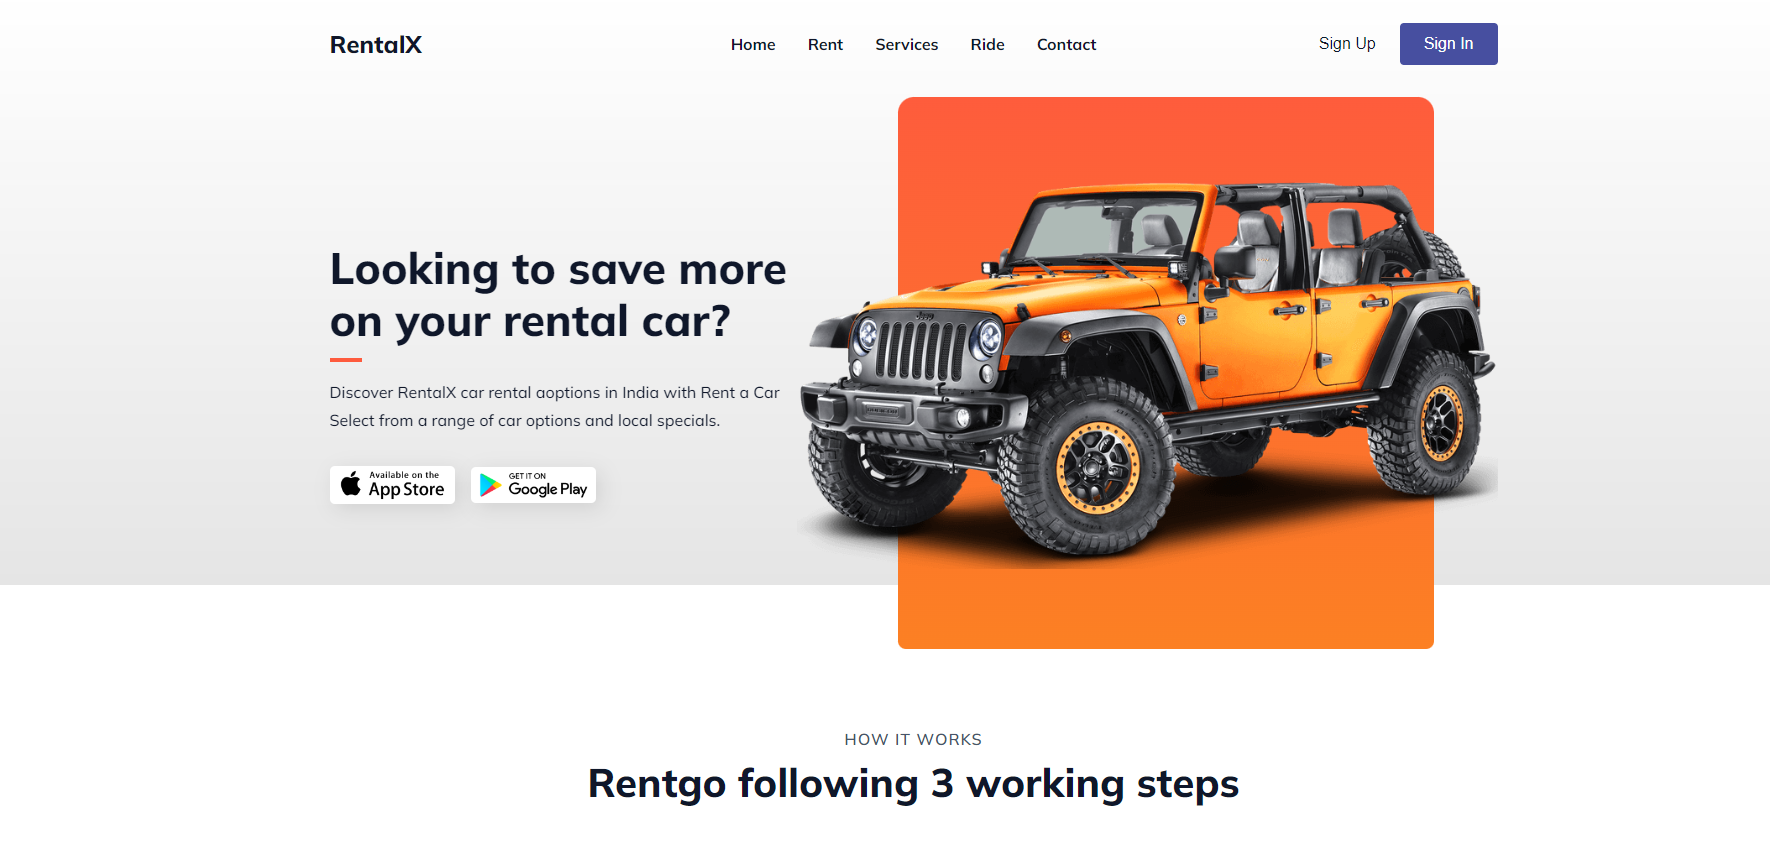 RentalX
Home Rent Services Ride Contact
Sign Up Sign In
Looking to save more
on your rental car?
Discover RentalX car rental aoptions in India with Rent a Car
Select from a range of car options and local specials.
Available on the
App Store
GET IT ON
Google Play
Jeep
HOW IT WORKS
Rentgo following 3 working steps